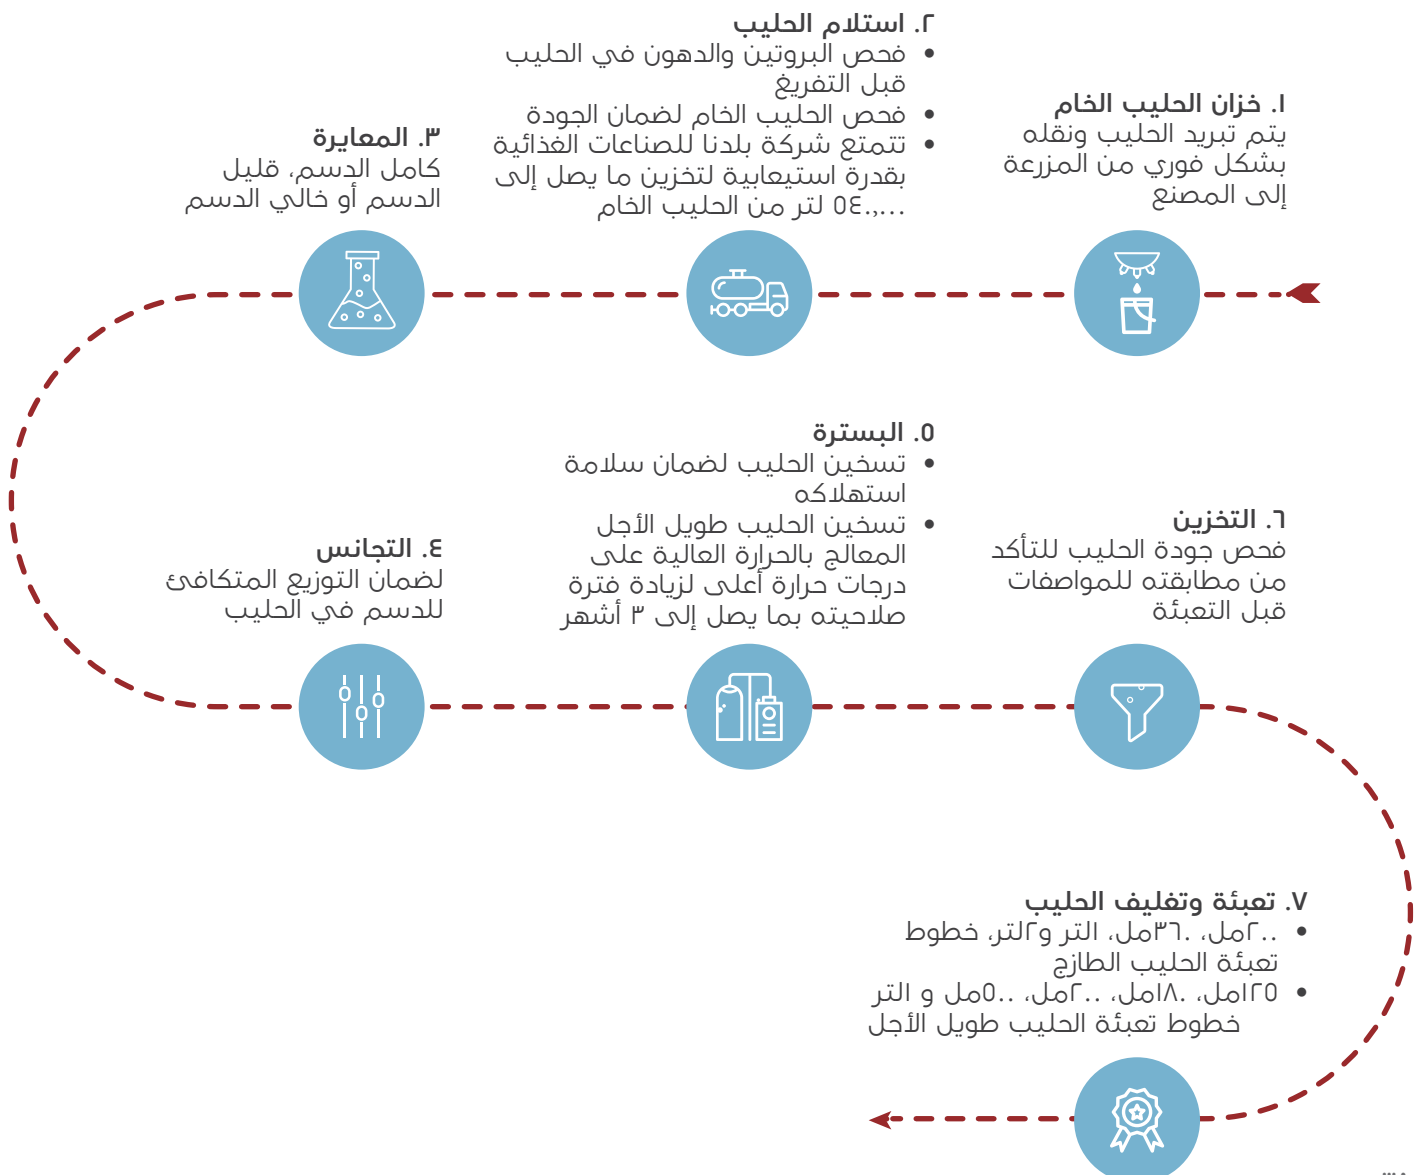 ١. خزان الحليب الخام
يتم تبريد الحليب ونقله
بشكل فوري من المزرعة
إلى المصنع
٢. استلام الحليب
• فحص البروتين والدهون في الحليب
قبل التفريغ
• فحص الحليب الخام لضمان الجودة
• تتمتع شركة بلدنا للصناعات الغذائية
بقدرة استيعابية لتخزين ما يصل إلى
٥٤٠,٠٠٠ لتر من الحليب الخام
٣. المعايرة
كامل الدسم، قليل
الدسم أو خالي الدسم
٤. التجانس
لضمان التوزيع المتكافئ
للدسم في الحليب
٥. البسترة
• تسخين الحليب لضمان سلامة
استهلاكه
• تسخين الحليب طويل الأجل
المعالج بالحرارة العالية على
درجات حرارة أعلى لزيادة فترة
صلاحيته بما يصل إلى ٣ أشهر
٦. التخزين
فحص جودة الحليب للتأكد
من مطابقته للمواصفات
قبل التعبئة
٧. تعبئة وتغليف الحليب
• ٢٠٠مل، ٣٦٠مل، ١لتر و٢لتر، خطوط
تعبئة الحليب الطازج
• ١٢٥مل، ١٨٠مل، ٢٠٠مل، ٥٠٠مل و ١لتر
خطوط تعبئة الحليب طويل الأجل